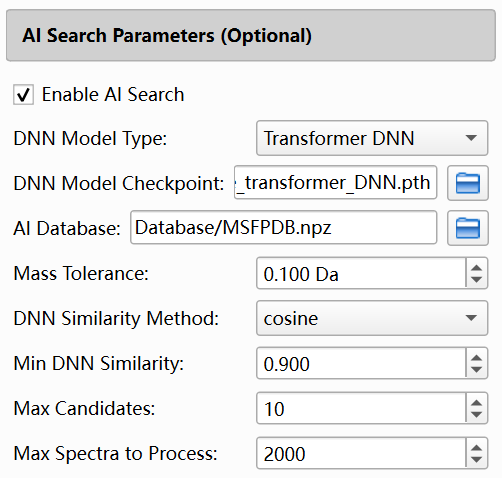 AI Search Parameters (Optional)
Enable AI Search
DNN Model Type: Transformer DNN
DNN Model Checkpoint: _transformer_DNN.pth
AI Database: Database/MSFPDB.npz
Mass Tolerance: 0.100 Da
DNN Similarity Method: cosine
Min DNN Similarity: 0.900
Max Candidates: 10
Max Spectra to Process: 2000